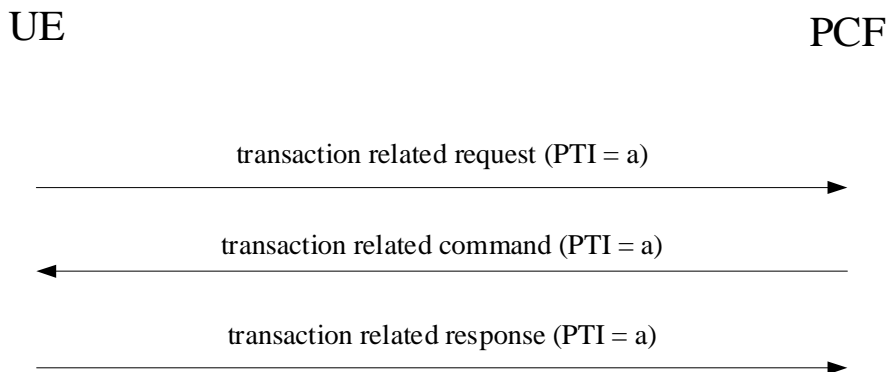 UE
PCF
transaction related request (PTI = a)
transaction related command (PTI = a)
transaction related response (PTI = a)